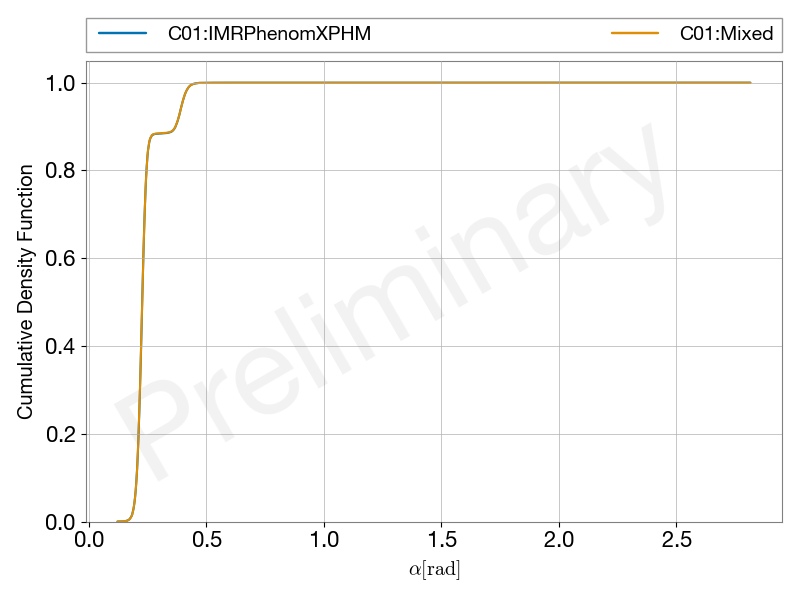 C01:IMRPhenomXPHM C01:Mixed
1.0
0.8
0.6
0.4
0.2
0.0
Cumulative Density Function
Preliminary
0.0 0.5 1.0 1.5 2.0 2.5
α[rad]